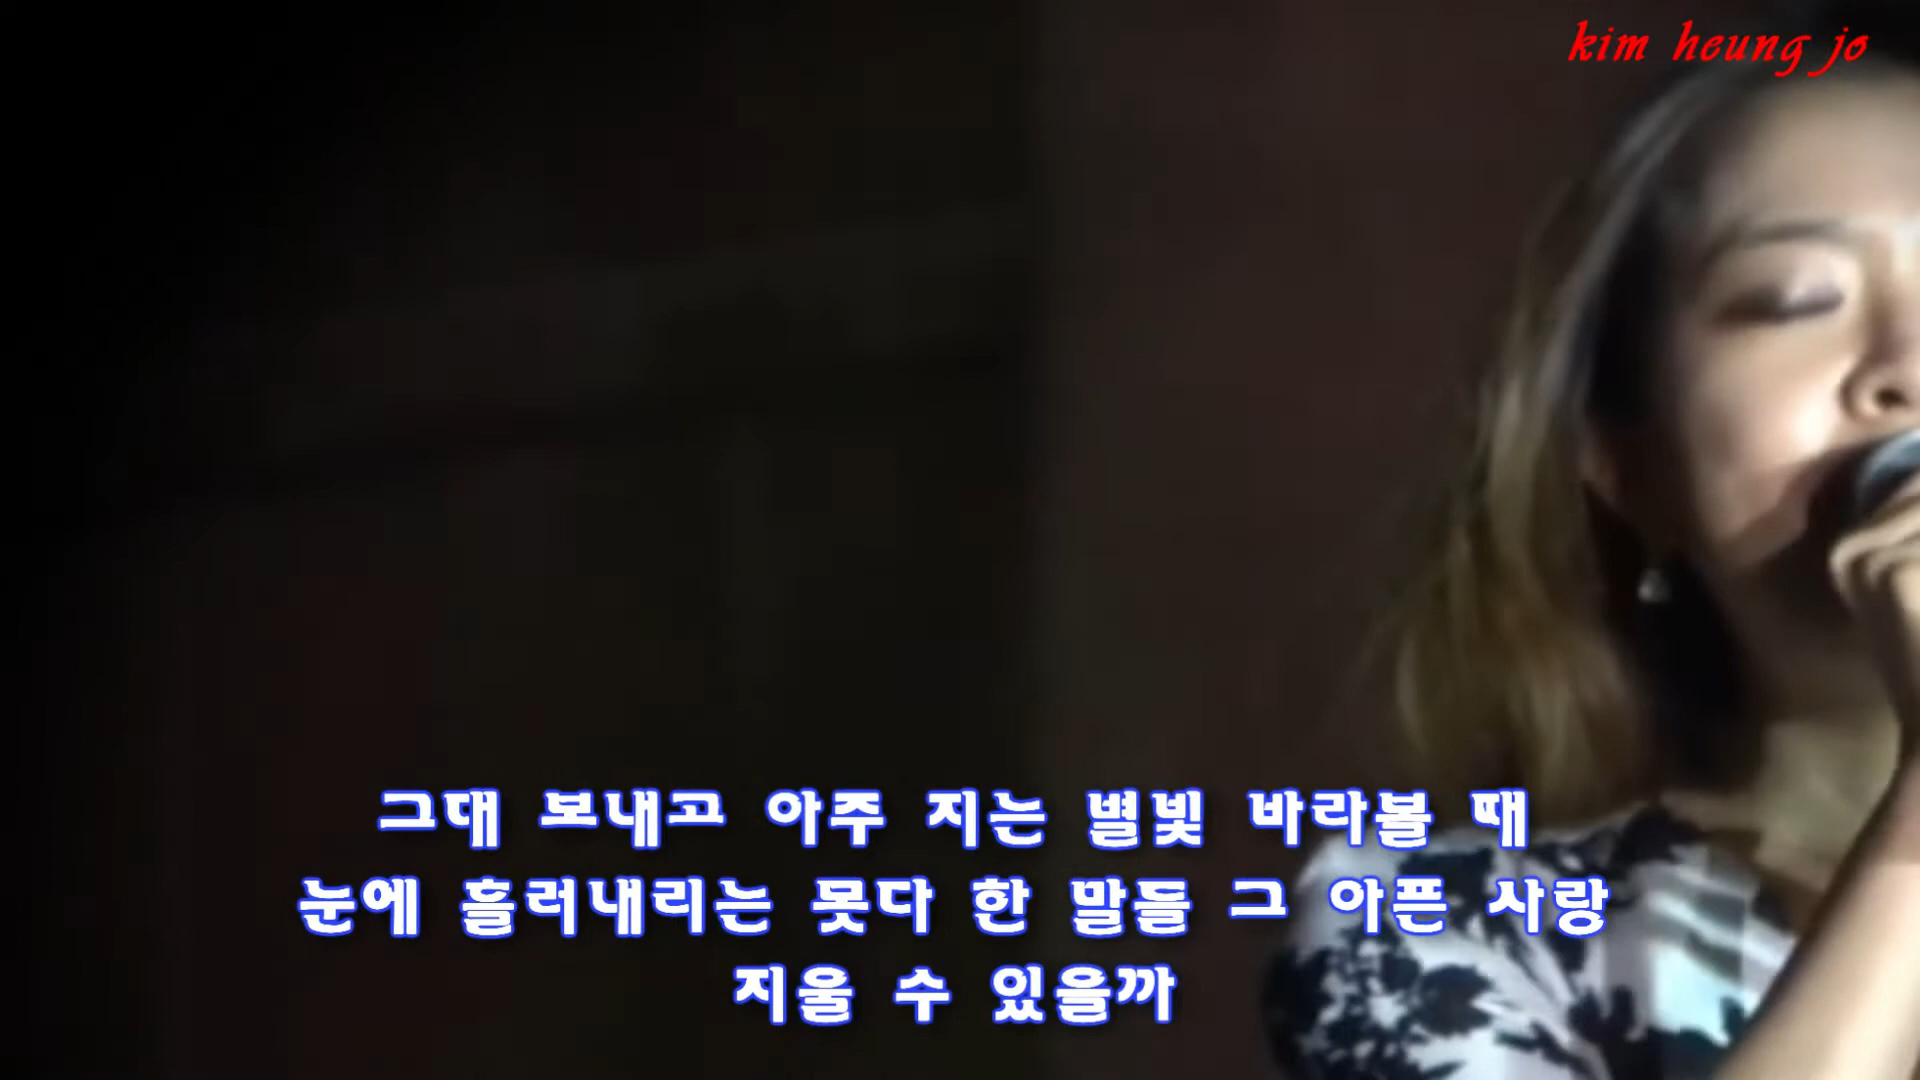 kim heung jo
그대 보내고 아주 지는 별빛 바라볼 때
눈에 흘러내리는 못다 한 말들 그 아픈 사랑
지울 수 있을까